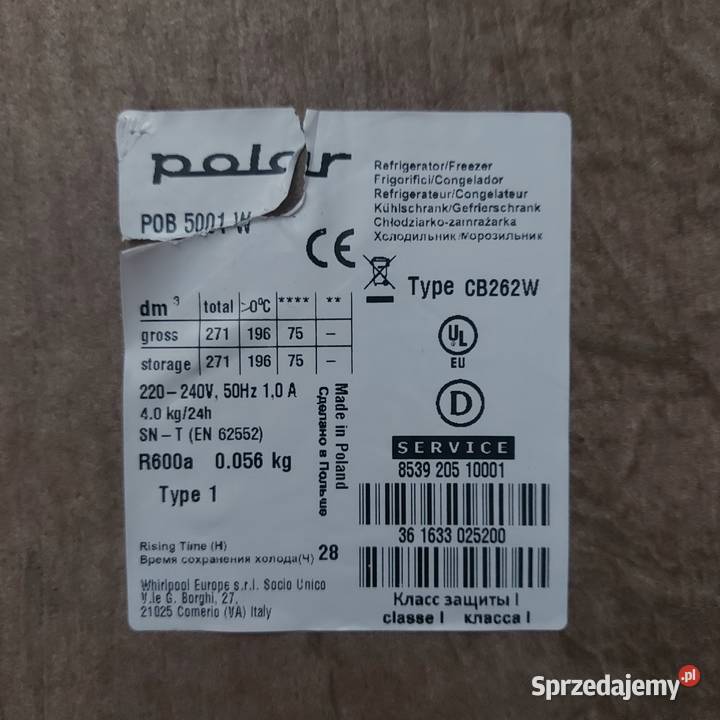 polar
POB 5001 W
Refrigerator/Freezer
Frigorifici/Congelador
Refrigerateur/Congelateur
Kühlschrank/Gefrierschrank
Chłodziarko-zamrażarka
Холодильник/Морозильник
CE
Type CB262W
dm³ total >0°C **** **
gross 271 196 75 –
storage 271 196 75 –
220-240V, 50Hz 1,0 A
4.0 kg/24h
SN-T (EN 62552)
R600a 0.056 kg
Type 1
Made in Poland
Сделано в Польше
UL
EU
D
SERVICE
8539 205 10001
36 1633 025200
Rising Time (H)
Время сохранения холода(Ч) 28
Whirlpool Europe s.r.l. Socio Unico
V.le G. Borghi, 27,
21025 Comerio (VA) Italy
Класс защиты I
classe I класса I
Sprzedajemy.pl